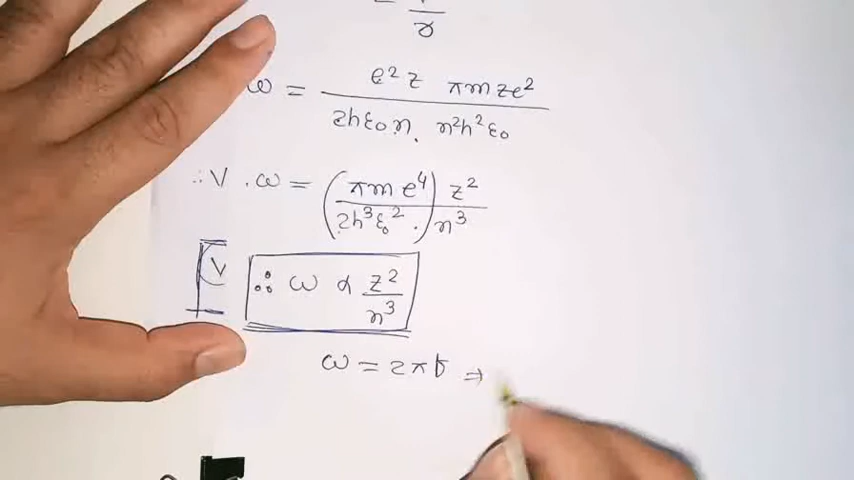 = / r
ω = e²z πmze² / 2hε₀n. n²h²ε₀
∴ V . ω = (πme⁴ / 2h³ε₀² .) z² / n³
V ∴ ω ∝ z² / n³
ω = 2πf ⇒